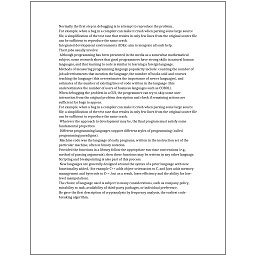 Normally the first step in debugging is to attempt to reproduce the problem.
For example, when a bug in a compiler can make it crash when parsing some large source
file, a simplification of the test case that results in only few lines from the original source file
can be sufficient to reproduce the same crash.
Integrated development environments (IDEs) aim to integrate all such help.
Their jobs usually involve:
Although programming has been presented in the media as a somewhat mathematical
subject, some research shows that good programmers have strong skills in natural human
languages, and that learning to code is similar to learning a foreign language.
Methods of measuring programming language popularity include: counting the number of
job advertisements that mention the language, the number of books sold and courses
teaching the language (this overestimates the importance of newer languages), and
estimates of the number of existing lines of code written in the language (this
underestimates the number of users of business languages such as COBOL).
When debugging the problem in a GUI, the programmer can try to skip some user
interaction from the original problem description and check if remaining actions are
sufficient for bugs to appear.
For example, when a bug in a compiler can make it crash when parsing some large source
file, a simplification of the test case that results in only few lines from the original source file
can be sufficient to reproduce the same crash.
Whatever the approach to development may be, the final program must satisfy some
fundamental properties.
Different programming languages support different styles of programming (called
programming paradigms).
Machine code was the language of early programs, written in the instruction set of the
particular machine, often in binary notation.
Provided the functions in a library follow the appropriate run-time conventions (e.g.,
method of passing arguments), then these functions may be written in any other language.
Scripting and breakpointing is also part of this process.
New languages are generally designed around the syntax of a prior language with new
functionality added, (for example C++ adds object-orientation to C, and Java adds memory
management and bytecode to C++, but as a result, loses efficiency and the ability for low-
level manipulation).
The choice of language used is subject to many considerations, such as company policy,
suitability to task, availability of third-party packages, or individual preference.
He gave the first description of cryptanalysis by frequency analysis, the earliest code-
breaking algorithm.